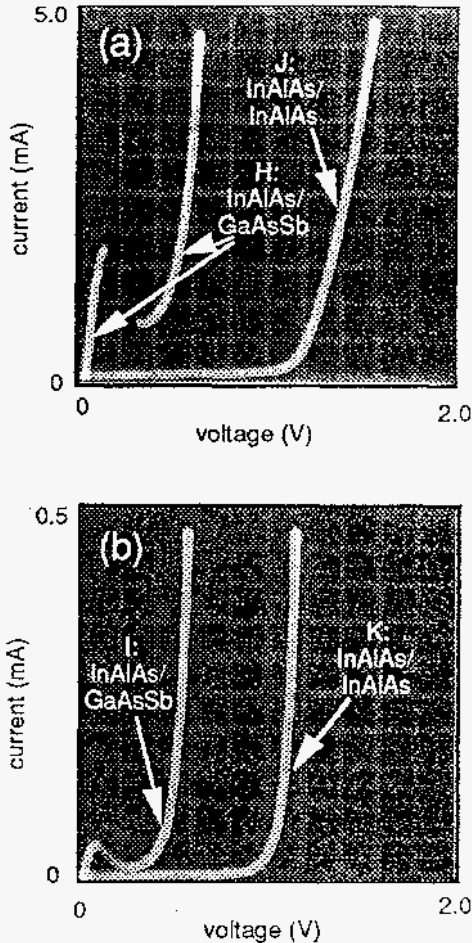 5.0
(a)
J:
InAlAs/
InAlAs
H:
InAlAs/
GaAsSb
current (mA)
0
0
2.0
voltage (V)
0.5
(b)
I:
InAlAs/
GaAsSb
K:
InAlAs/
InAlAs
current (mA)
0
0
2.0
voltage (V)